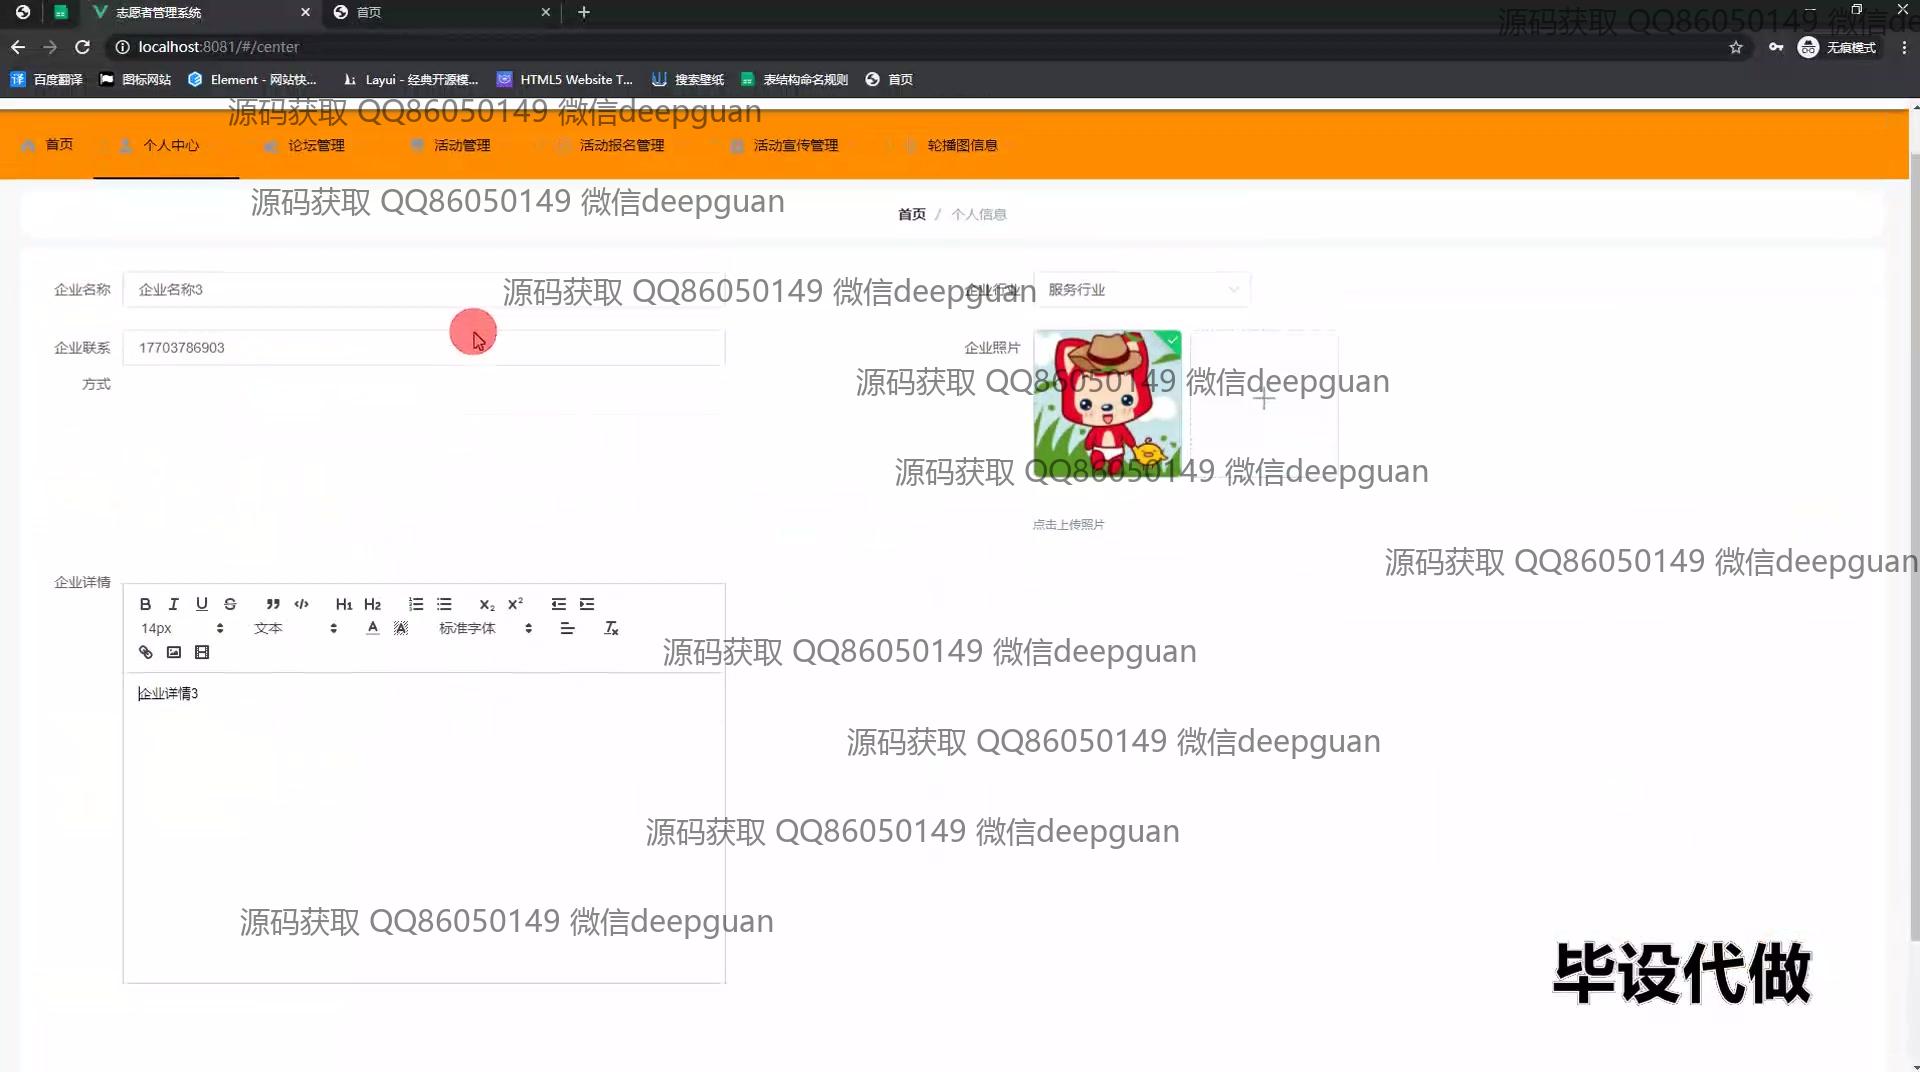 志愿者管理系统
首页
源码获取 QQ86050149 微信de
localhost:8081/#/center
无痕模式
百度翻译
图标网站
Element - 网站快...
Layui - 经典开源模...
HTML5 Website T...
搜索壁纸
表结构命名规则
首页
源码获取 QQ86050149 微信deepguan
首页
个人中心
论坛管理
活动管理
活动报名管理
活动宣传管理
轮播图信息
源码获取 QQ86050149 微信deepguan
首页 / 个人信息
企业名称
企业名称3
源码获取 QQ86050149 微信deepguan
企业行业
服务行业
企业联系方式
17703786903
企业照片
源码获取 QQ86050149 微信deepguan
源码获取 QQ86050149 微信deepguan
点击上传照片
源码获取 QQ86050149 微信deepguan
企业详情
B I U S H1 H2 X2 X2
14px 文本 A A 标准字体 Tx
源码获取 QQ86050149 微信deepguan
企业详情3
源码获取 QQ86050149 微信deepguan
源码获取 QQ86050149 微信deepguan
源码获取 QQ86050149 微信deepguan
毕设代做